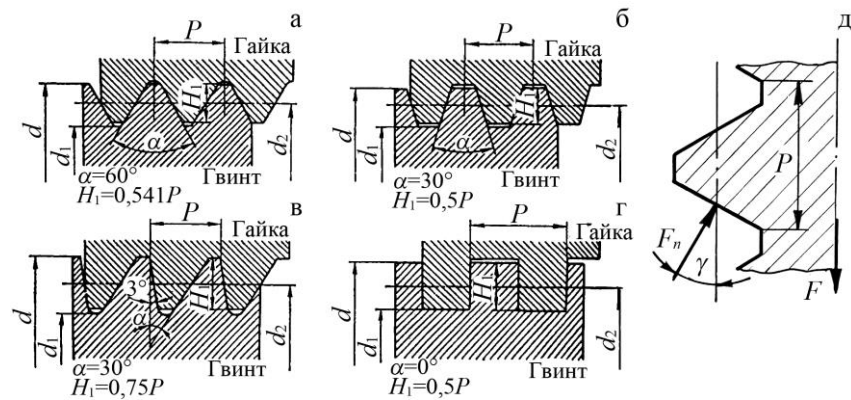 а
P
Гайка
H₁
d
d₁
α
d₂
α=60°
H₁=0,541P
Гвинт
б
P
Гайка
H₁
d
d₁
α
d₂
α=30°
H₁=0,5P
Гвинт
в
P
Гайка
3°
H₁
d
d₁
α
d₂
α=30°
H₁=0,75P
Гвинт
г
P
Гайка
H₁
d
d₁
d₂
α=0°
H₁=0,5P
Гвинт
д
P
Fₙ
γ
F